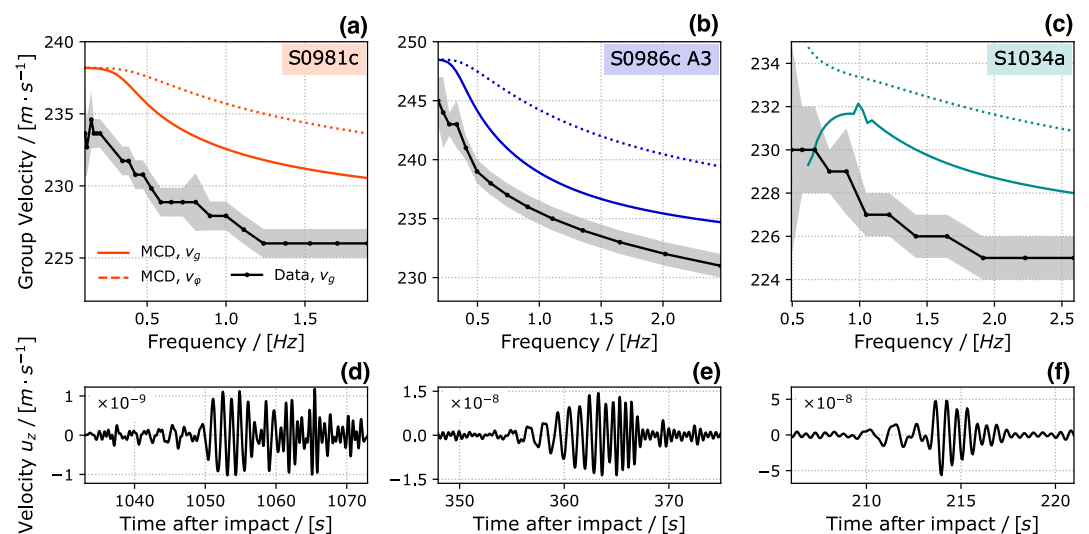 (a) (b) (c)
Group Velocity / [m · s⁻¹]
240
235
230
225
S0981c
MCD, v_g
MCD, v_φ
Data, v_g
0.5 1.0 1.5
Frequency / [Hz]
250
245
240
235
230
S0986c A3
0.5 1.0 1.5 2.0
Frequency / [Hz]
234
232
230
228
226
224
S1034a
0.5 1.0 1.5 2.0 2.5
Frequency / [Hz]
(d) (e) (f)
Velocity u_z / [m · s⁻¹]
×10⁻⁹
1
0
−1
1040 1050 1060 1070
Time after impact / [s]
×10⁻⁸
1.5
0.0
−1.5
350 360 370
Time after impact / [s]
×10⁻⁸
5
0
−5
210 215 220
Time after impact / [s]